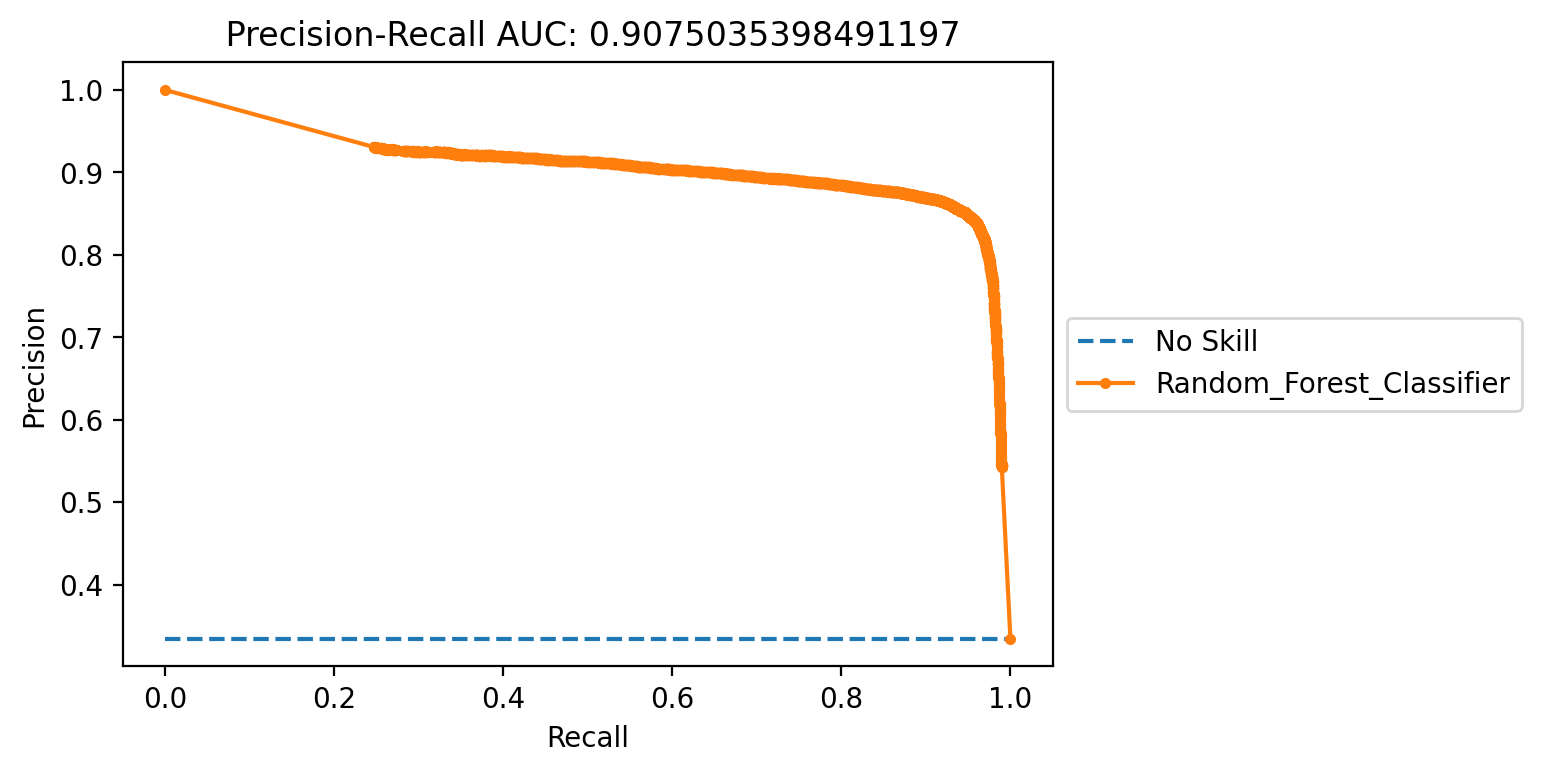 Precision-Recall AUC: 0.9075035398491197
1.0
0.9
0.8
0.7
0.6
0.5
0.4
Precision
0.0 0.2 0.4 0.6 0.8 1.0
Recall
No Skill
Random_Forest_Classifier